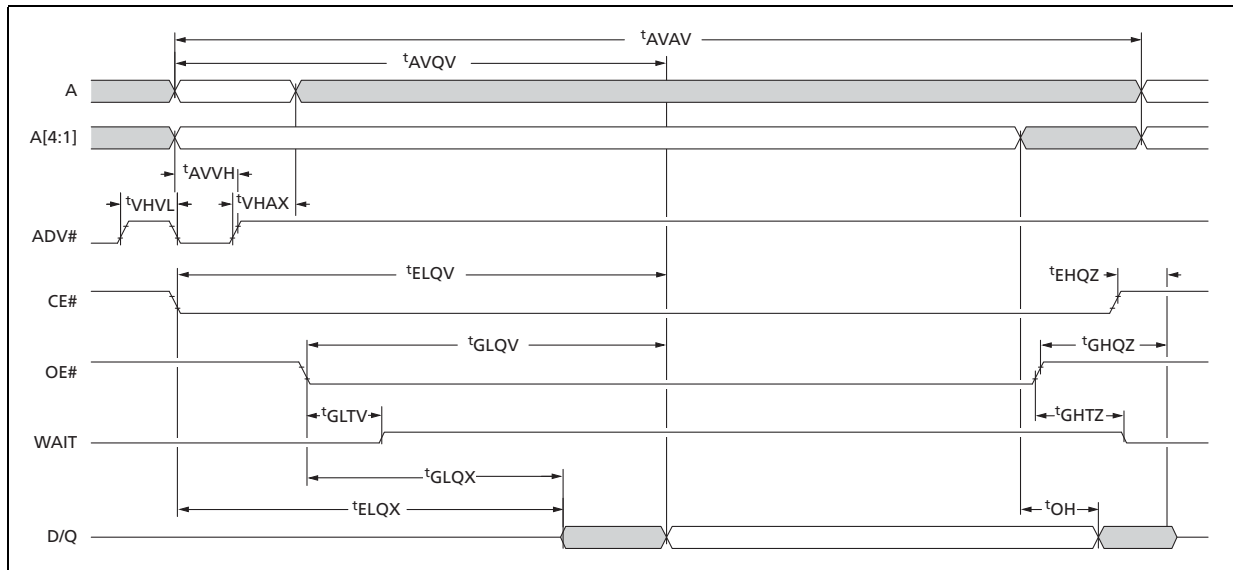 tAVAV
tAVQV
A
A[4:1]
tAVVH
tVHVL
tVHAX
ADV#
tELQV
tEHQZ
CE#
tGLQV
tGHQZ
OE#
tGLTV
tGHTZ
WAIT
tGLQX
tELQX
tOH
D/Q